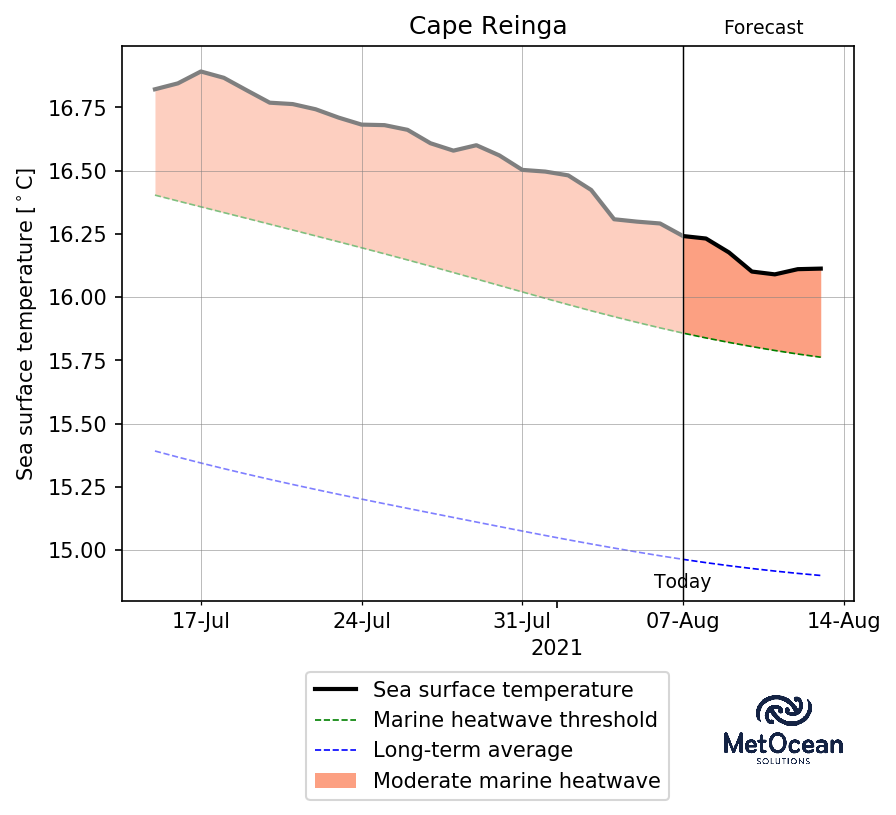 Cape Reinga
Forecast
Sea surface temperature [°C]
16.75
16.50
16.25
16.00
15.75
15.50
15.25
15.00
Today
17-Jul 24-Jul 31-Jul 07-Aug 14-Aug
2021
Sea surface temperature
Marine heatwave threshold
Long-term average
Moderate marine heatwave
MetOcean
SOLUTIONS